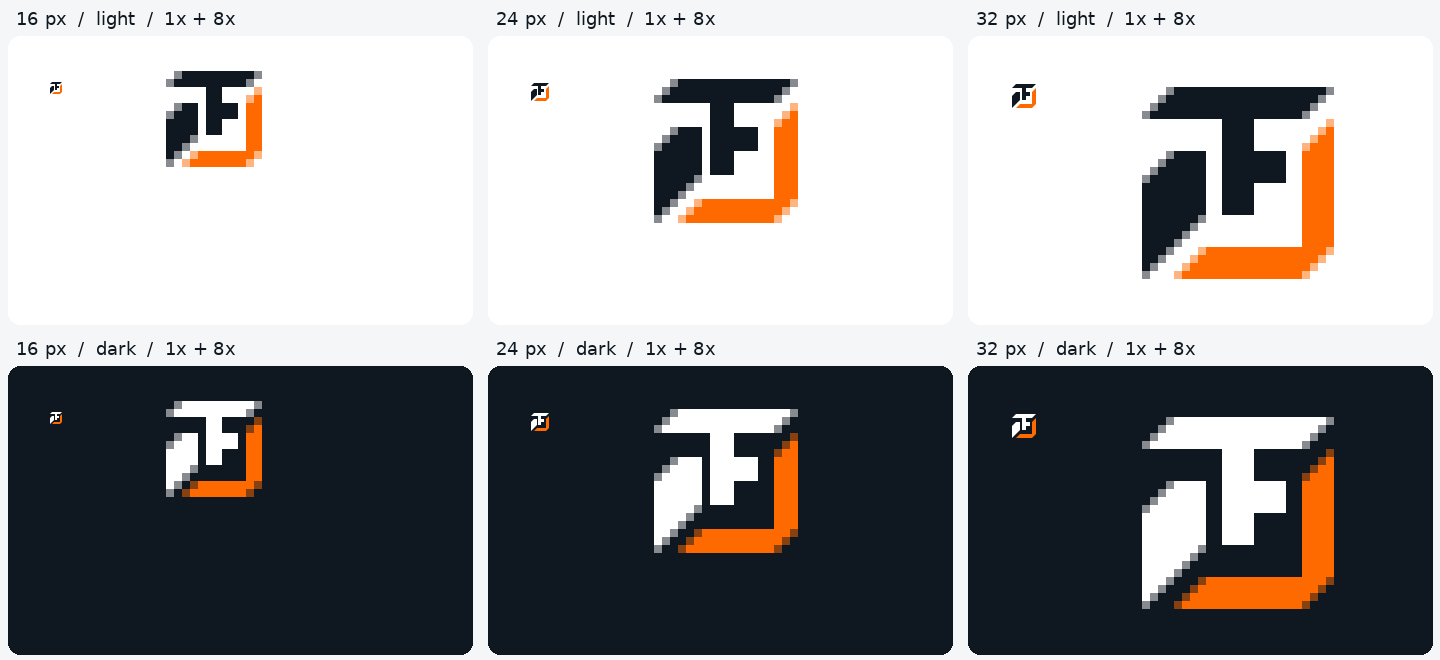 16 px / light / 1x + 8x
24 px / light / 1x + 8x
32 px / light / 1x + 8x
16 px / dark / 1x + 8x
24 px / dark / 1x + 8x
32 px / dark / 1x + 8x